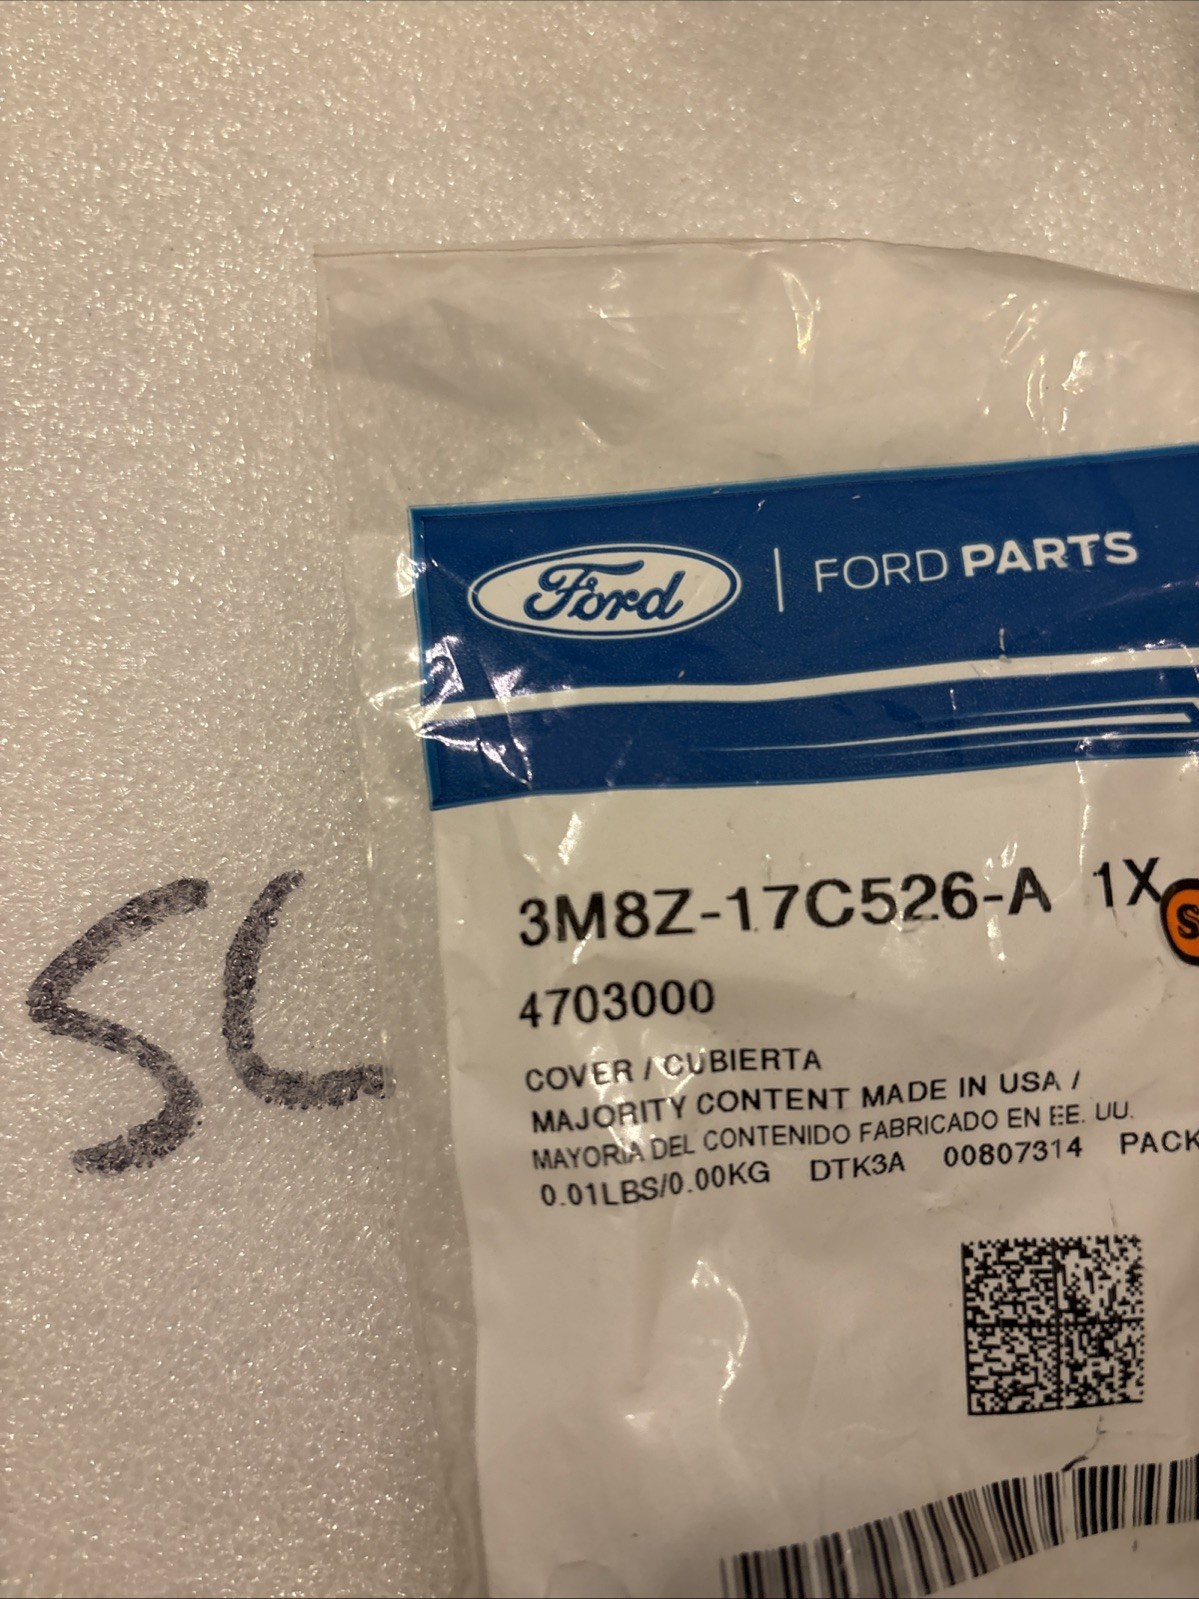 Ford | FORD PARTS
3M8Z-17C526-A 1X
4703000
COVER / CUBIERTA
MAJORITY CONTENT MADE IN USA /
MAYORIA DEL CONTENIDO FABRICADO EN EE. UU.
0.01LBS/0.00KG DTK3A 00807314 PACK
SC